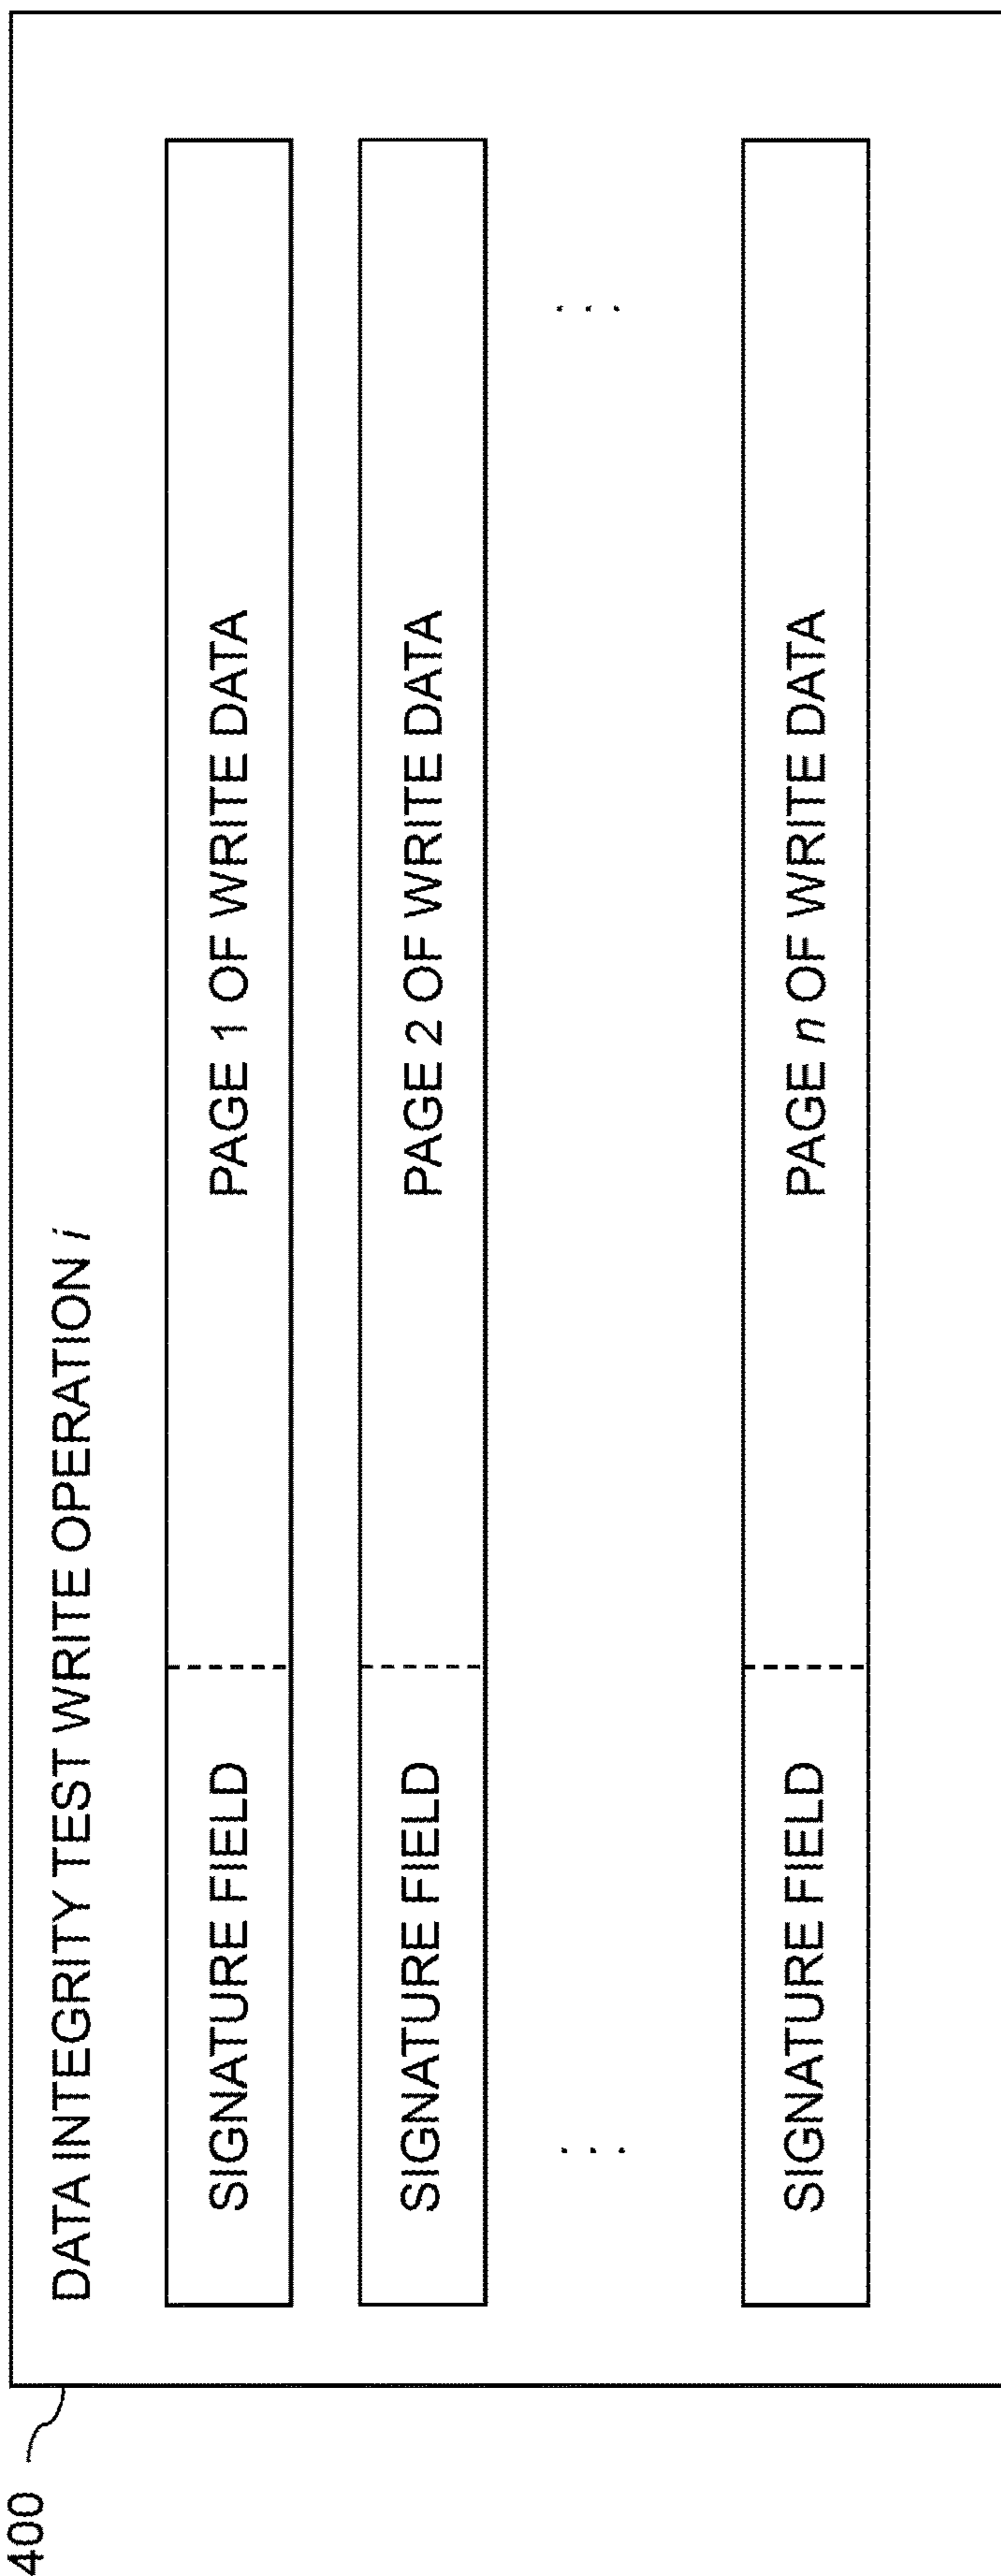 400
DATA INTEGRITY TEST WRITE OPERATION i
SIGNATURE FIELD PAGE 1 OF WRITE DATA
SIGNATURE FIELD PAGE 2 OF WRITE DATA
. . . . . .
SIGNATURE FIELD PAGE n OF WRITE DATA